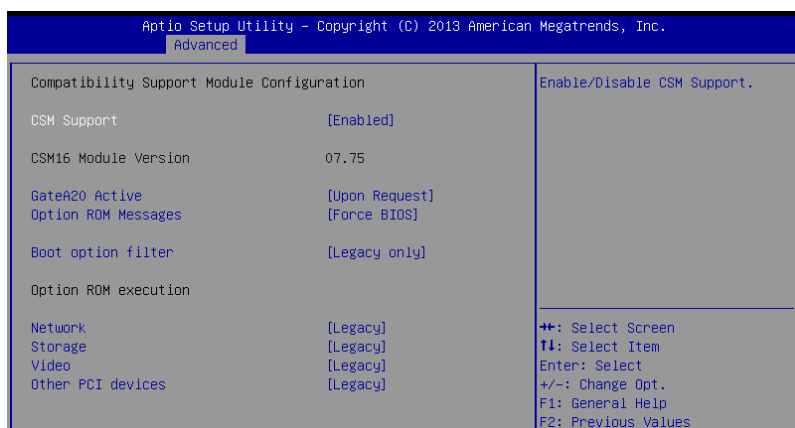 Aptio Setup Utility – Copyright (C) 2013 American Megatrends, Inc.
Advanced
Compatibility Support Module Configuration
CSM Support [Enabled]
CSM16 Module Version 07.75
GateA20 Active [Upon Request]
Option ROM Messages [Force BIOS]
Boot option filter [Legacy only]
Option ROM execution
Network [Legacy]
Storage [Legacy]
Video [Legacy]
Other PCI devices [Legacy]
Enable/Disable CSM Support.
→←: Select Screen
↑↓: Select Item
Enter: Select
+/-: Change Opt.
F1: General Help
F2: Previous Values